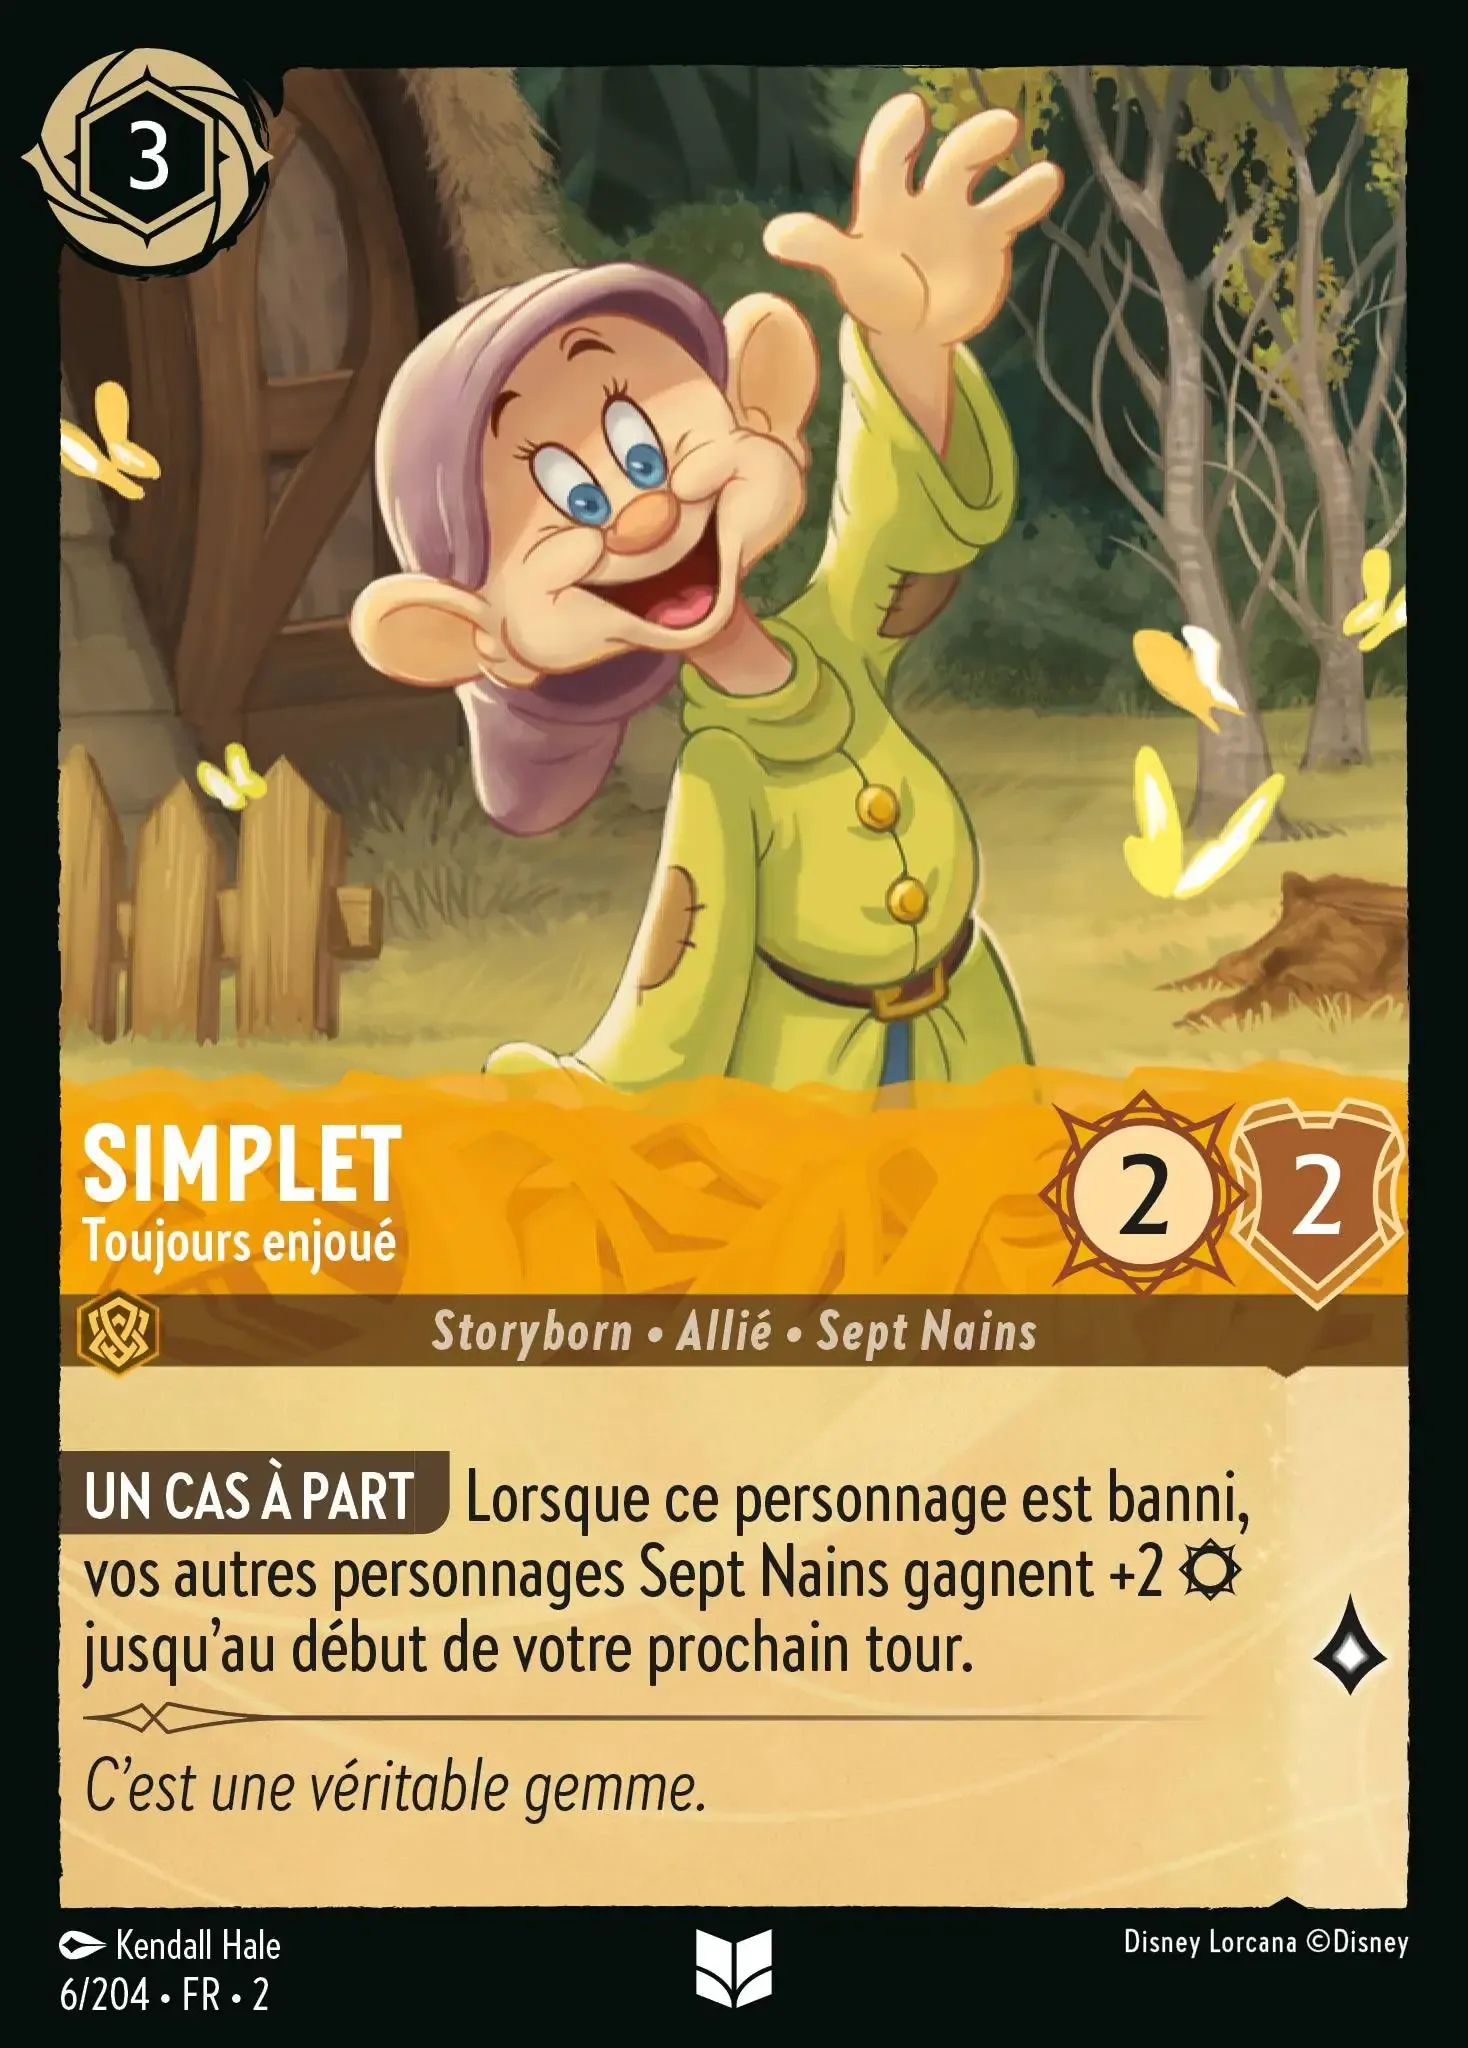 3
SIMPLET
Toujours enjoué
2
2
Storyborn • Allié • Sept Nains
UN CAS À PART Lorsque ce personnage est banni,
vos autres personnages Sept Nains gagnent +2
jusqu’au début de votre prochain tour.
C’est une véritable gemme.
Kendall Hale
6/204 • FR • 2
Disney Lorcana ©Disney